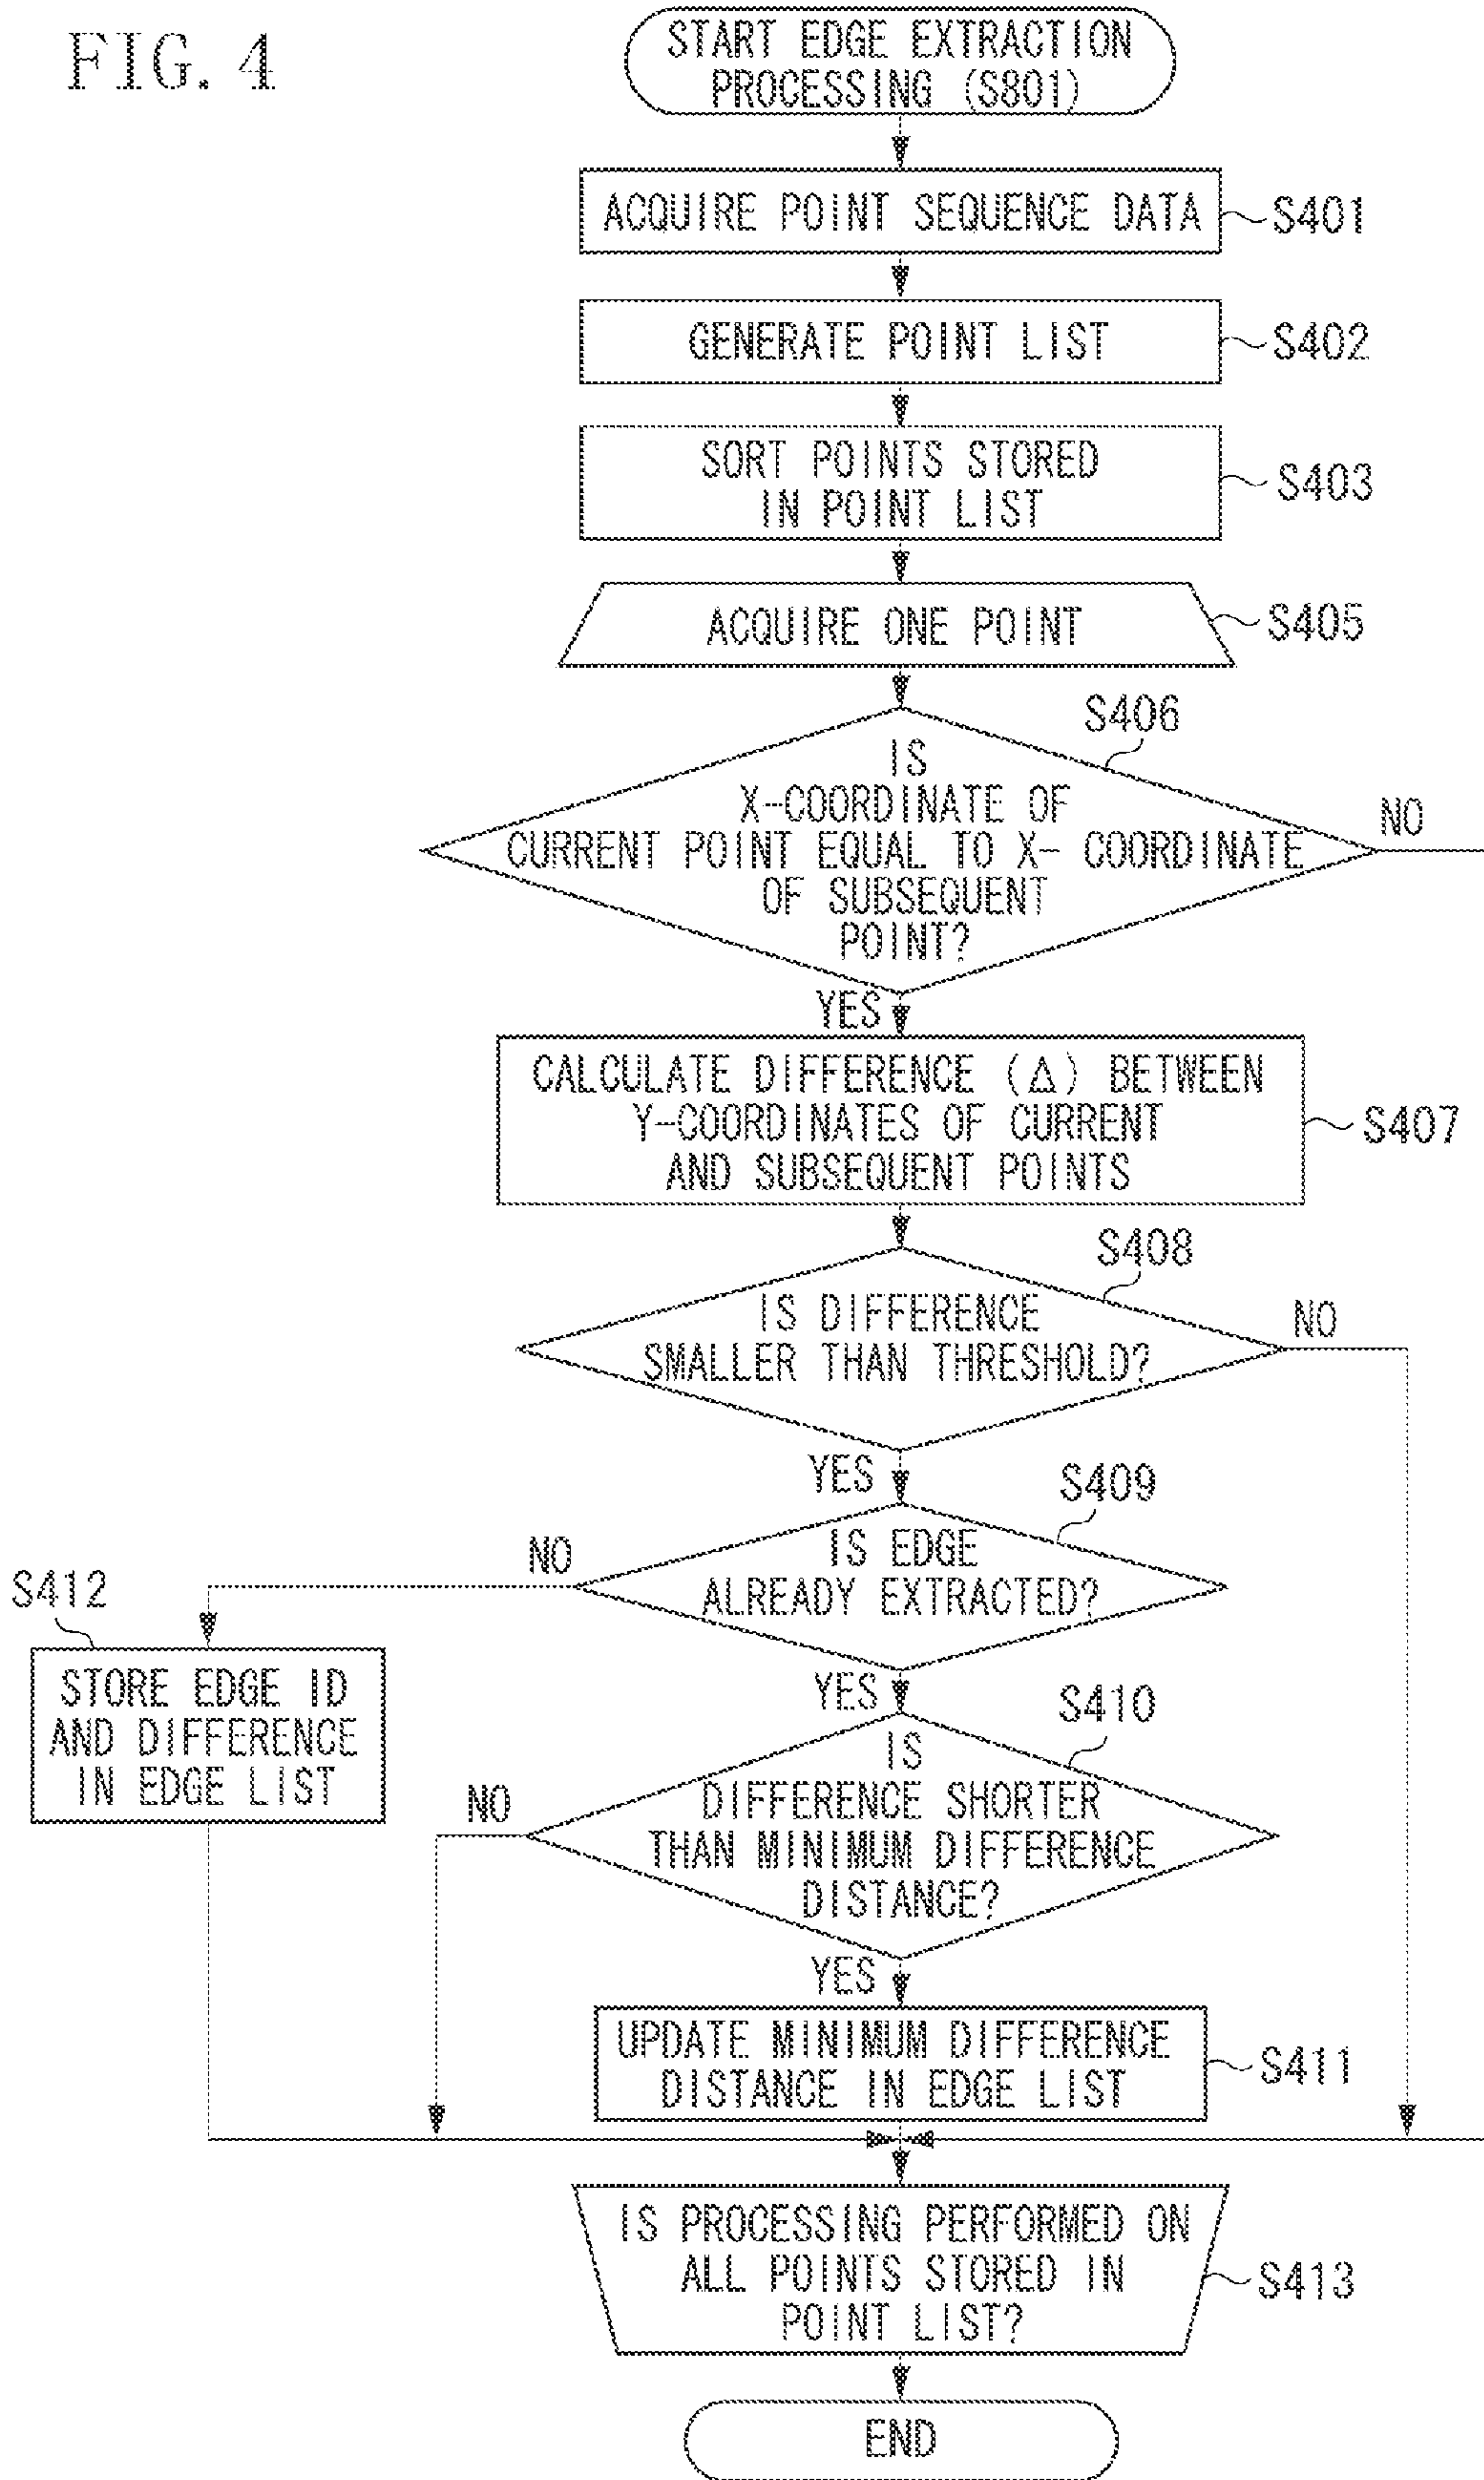 FIG. 4
START EDGE EXTRACTION
PROCESSING (S801)
ACQUIRE POINT SEQUENCE DATA
S401
GENERATE POINT LIST
S402
SORT POINTS STORED
IN POINT LIST
S403
ACQUIRE ONE POINT
S405
S406
IS
X-COORDINATE OF
CURRENT POINT EQUAL TO X- COORDINATE
OF SUBSEQUENT
POINT?
NO
YES
CALCULATE DIFFERENCE (Δ) BETWEEN
Y-COORDINATES OF CURRENT
AND SUBSEQUENT POINTS
S407
S408
IS DIFFERENCE
SMALLER THAN THRESHOLD?
NO
YES
S409
IS EDGE
ALREADY EXTRACTED?
NO
YES
S412
STORE EDGE ID
AND DIFFERENCE
IN EDGE LIST
S410
IS
DIFFERENCE SHORTER
THAN MINIMUM DIFFERENCE
DISTANCE?
NO
YES
UPDATE MINIMUM DIFFERENCE
DISTANCE IN EDGE LIST
S411
IS PROCESSING PERFORMED ON
ALL POINTS STORED IN
POINT LIST?
S413
END